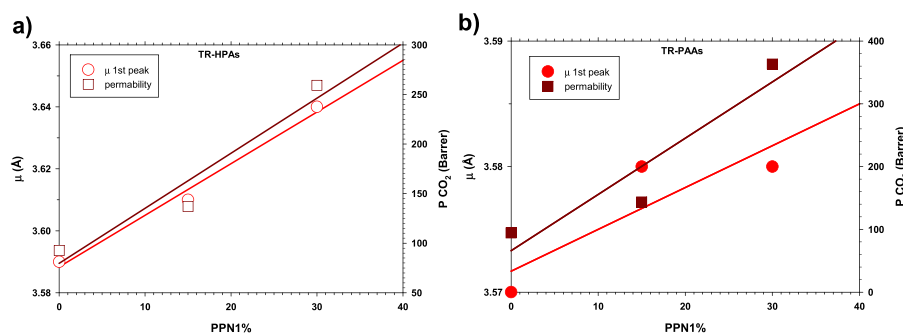 a)
TR-HPAs
μ 1st peak
permability
3.66
3.64
3.62
3.60
3.58
μ (Å)
300
250
200
150
100
50
P CO2 (Barrer)
0 10 20 30 40
PPN1%
b)
TR-PAAs
μ 1st peak
permability
3.59
3.58
3.57
μ (Å)
400
300
200
100
0
P CO2 (Barrer)
0 10 20 30 40
PPN1%